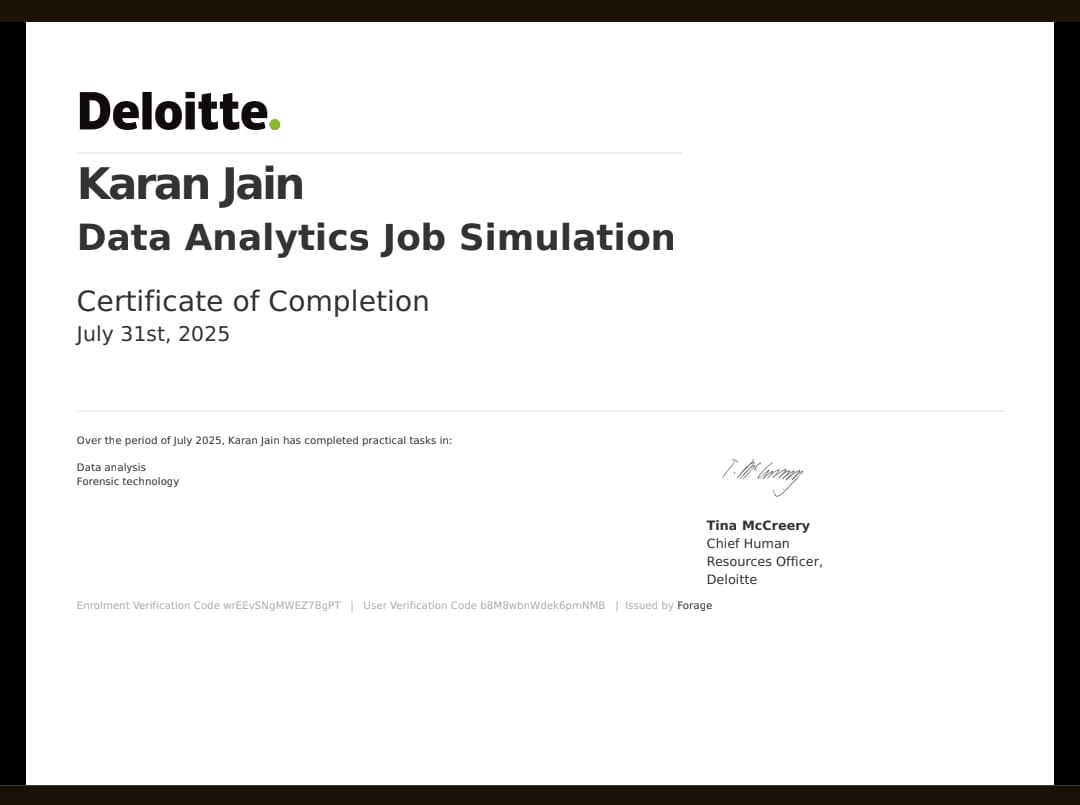 Deloitte.
Karan Jain
Data Analytics Job Simulation
Certificate of Completion
July 31st, 2025
Over the period of July 2025, Karan Jain has completed practical tasks in:
Data analysis
Forensic technology
T. McCreery
Tina McCreery
Chief Human
Resources Officer,
Deloitte
Enrolment Verification Code wrEEvSNgMWEZ7BgPT | User Verification Code b8M8wbnWdek6pmNMB | Issued by Forage